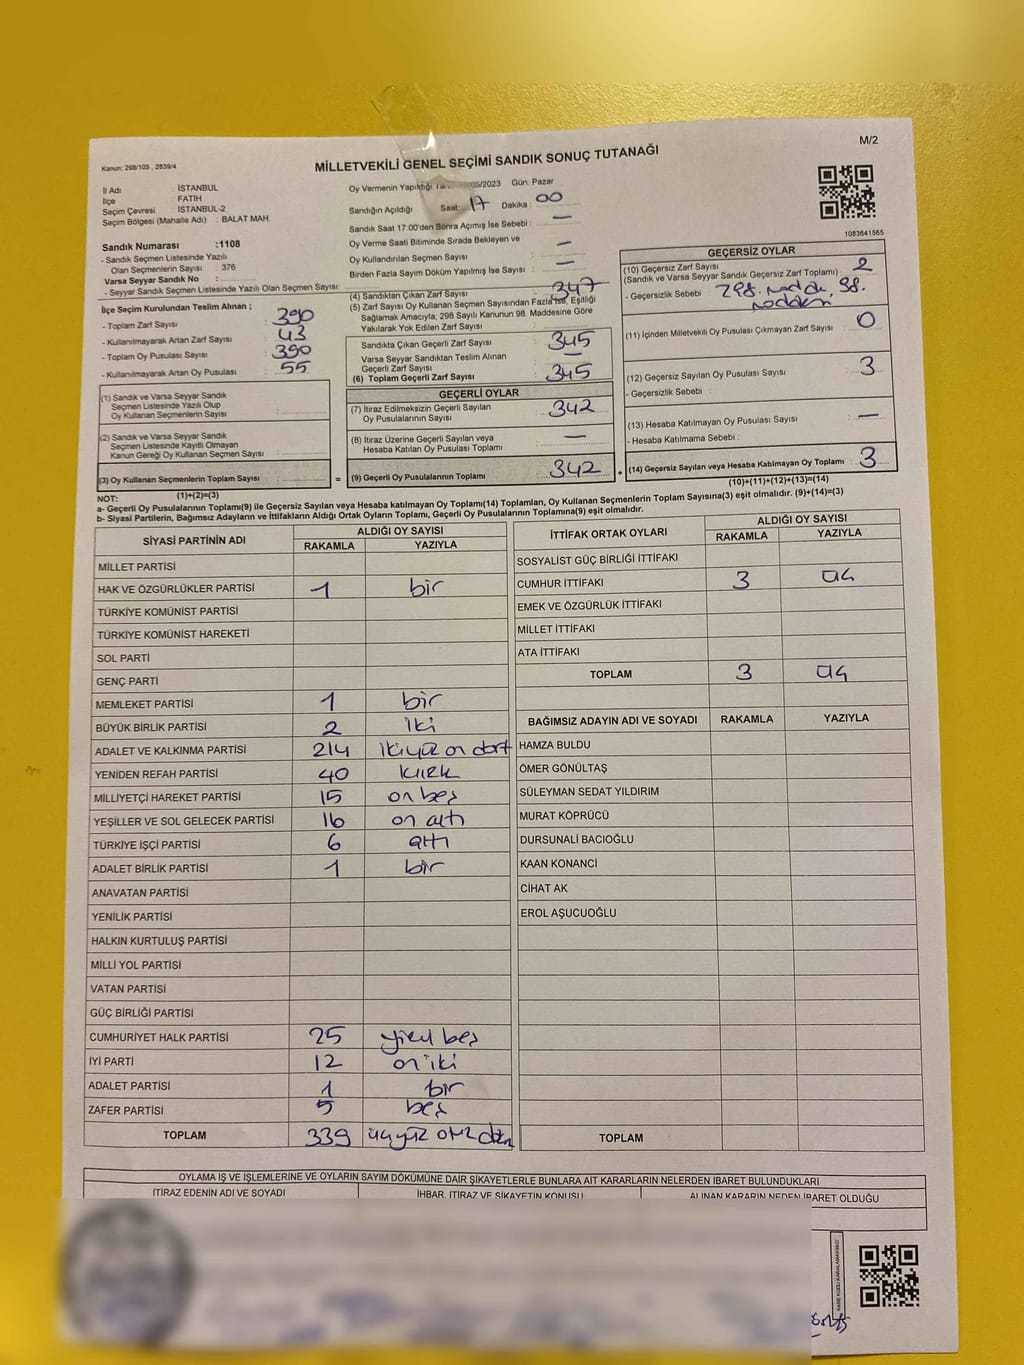 M/2
Kanun: 298/105 , 2839/4
MİLLETVEKİLİ GENEL SEÇİMİ SANDIK SONUÇ TUTANAĞI
İl Adı : İSTANBUL
İlçe : FATIH
Seçim Çevresi : İSTANBUL-2
Seçim Bölgesi (Mahalle Adı) : BALAT MAH.
Sandık Numarası :1108
- Sandık Seçmen Listesinde Yazılı
Olan Seçmenlerin Sayısı : 376
Varsa Seyyar Sandık No :
- Seyyar Sandık Seçmen Listesinde Yazılı Olan Seçmen Sayısı:
Oy Vermenin Yapıldığı /2023 Gün: Pazar
Sandığın Açıldığı Saat: 17 Dakika : 00
Sandık Saat 17:00'den Sonra Açımış İse Sebebi : —
Oy Verme Saati Bitiminde Sırada Bekleyen ve
Oy Kullandırılan Seçmen Sayısı : —
Birden Fazla Sayım Döküm Yapılmış İse Sayısı : —
1083641565
İlçe Seçim Kurulundan Teslim Alınan ;
- Toplam Zarf Sayısı : 390
- Kullanılmayarak Artan Zarf Sayısı : 43
- Toplam Oy Pusulası Sayısı : 390
- Kullanılmayarak Artan Oy Pusulası : 55
(1) Sandık ve Varsa Seyyar Sandık
Seçmen Listesinde Yazılı Olup
Oy Kullanan Seçmenlerin Sayısı :
(2) Sandık ve Varsa Seyyar Sandık
Seçmen Listesinde Kayıtlı Olmayan
Kanun Gereği Oy Kullanan Seçmen Sayısı :
(3) Oy Kullanan Seçmenlerin Toplam Sayısı : =
(1)+(2)=(3)
(4) Sandıktan Çıkan Zarf Sayısı : 347
(5) Zarf Sayısı Oy Kullanan Seçmen Sayısından Fazla İse, Eşitliği
Sağlamak Amacıyla, 298 Sayılı Kanunun 98. Maddesine Göre
Yakılarak Yok Edilen Zarf Sayısı :
Sandıkta Çıkan Geçerli Zarf Sayısı : 345
Varsa Seyyar Sandıktan Teslim Alınan
Geçerli Zarf Sayısı : —
(6) Toplam Geçerli Zarf Sayısı : 345
GEÇERLİ OYLAR
(7) İtiraz Edilmeksizin Geçerli Sayılan
Oy Pusulalarının Sayısı : 342
(8) İtiraz Üzerine Geçerli Sayılan veya
Hesaba Katılan Oy Pusulası Toplamı : —
(9) Geçerli Oy Pusulalarının Toplamı : 342 +
GEÇERSİZ OYLAR
(10) Geçersiz Zarf Sayısı
(Sandık ve Varsa Seyyar Sandık Geçersiz Zarf Toplamı) : 2
- Geçersizlik Sebebi : 298. 98.
(11) İçinden Milletvekili Oy Pusulası Çıkmayan Zarf Sayısı : 0
(12) Geçersiz Sayılan Oy Pusulası Sayısı : 3
- Geçersizlik Sebebi :
(13) Hesaba Katılmayan Oy Pusulası Sayısı : —
- Hesaba Katılmama Sebebi :
(14) Geçersiz Sayılan veya Hesaba Katılmayan Oy Toplamı : 3
(10)+(11)+(12)+(13)=(14)
NOT:
a- Geçerli Oy Pusulalarının Toplamı(9) ile Geçersiz Sayılan veya Hesaba katılmayan Oy Toplamı(14) Toplamları, Oy Kullanan Seçmenlerin Toplam Sayısına(3) eşit olmalıdır. (9)+(14)=(3)
b- Siyasi Partilerin, Bağımsız Adayların ve İttifakların Aldığı Ortak Oyların Toplamı, Geçerli Oy Pusulalarının Toplamına(9) eşit olmalıdır.
SİYASİ PARTİNİN ADI ALDIĞI OY SAYISI
RAKAMLA YAZIYLA
MİLLET PARTİSİ
HAK VE ÖZGÜRLÜKLER PARTİSİ 1 bir
TÜRKİYE KOMÜNİST PARTİSİ
TÜRKİYE KOMÜNİST HAREKETİ
SOL PARTİ
GENÇ PARTİ
MEMLEKET PARTİSİ 1 bir
BÜYÜK BİRLİK PARTİSİ 2 iki
ADALET VE KALKINMA PARTİSİ 214 ikiyüz on dört
YENİDEN REFAH PARTİSİ 40 kırk
MİLLİYETÇİ HAREKET PARTİSİ 15 on beş
YEŞİLLER VE SOL GELECEK PARTİSİ 16 on altı
TÜRKİYE İŞÇİ PARTİSİ 6 altı
ADALET BİRLİK PARTİSİ 1 bir
ANAVATAN PARTİSİ
YENİLİK PARTİSİ
HALKIN KURTULUŞ PARTİSİ
MİLLİ YOL PARTİSİ
VATAN PARTİSİ
GÜÇ BİRLİĞİ PARTİSİ
CUMHURİYET HALK PARTİSİ 25 yirmi beş
İYİ PARTİ 12 on iki
ADALET PARTİSİ 1 bir
ZAFER PARTİSİ 5 beş
TOPLAM 339 üçyüz otuz
İTTİFAK ORTAK OYLARI ALDIĞI OY SAYISI
RAKAMLA YAZIYLA
SOSYALİST GÜÇ BİRLİĞİ İTTİFAKI
CUMHUR İTTİFAKI 3 üç
EMEK VE ÖZGÜRLÜK İTTİFAKI
MİLLET İTTİFAKI
ATA İTTİFAKI
TOPLAM 3 üç
BAĞIMSIZ ADAYIN ADI VE SOYADI RAKAMLA YAZIYLA
HAMZA BULDU
ÖMER GÖNÜLTAŞ
SÜLEYMAN SEDAT YILDIRIM
MURAT KÖPRÜCÜ
DURSUNALİ BACIOĞLU
KAAN KONANCİ
CİHAT AK
EROL AŞUCUOĞLU
TOPLAM
OYLAMA İŞ VE İŞLEMLERİNE VE OYLARIN SAYIM DÖKÜMÜNE DAİR ŞİKAYETLERLE BUNLARA AİT KARARLARIN NELERDEN İBARET BULUNDUKLARI
İTİRAZ EDENİN ADI VE SOYADI İHBAR, İTİRAZ VE ŞİKAYETİN KONUSU ALINAN KARARIN NEDEN İBARET OLDUĞU